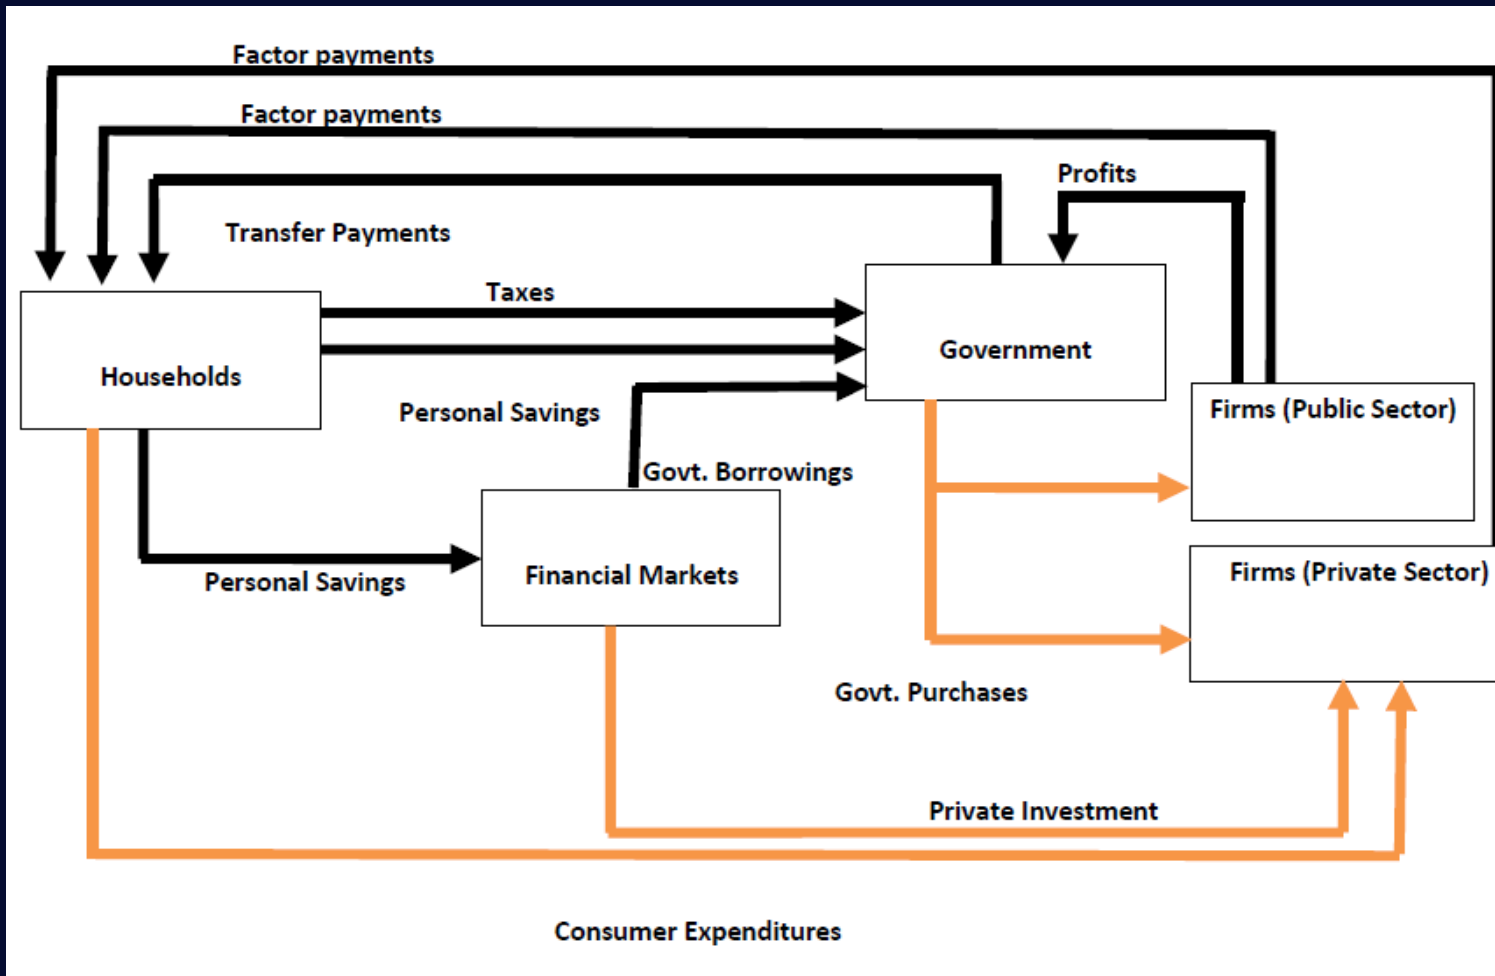 Factor payments
Factor payments
Profits
Transfer Payments
Taxes
Government
Households
Personal Savings
Firms (Public Sector)
Govt. Borrowings
Financial Markets
Personal Savings
Firms (Private Sector)
Govt. Purchases
Private Investment
Consumer Expenditures